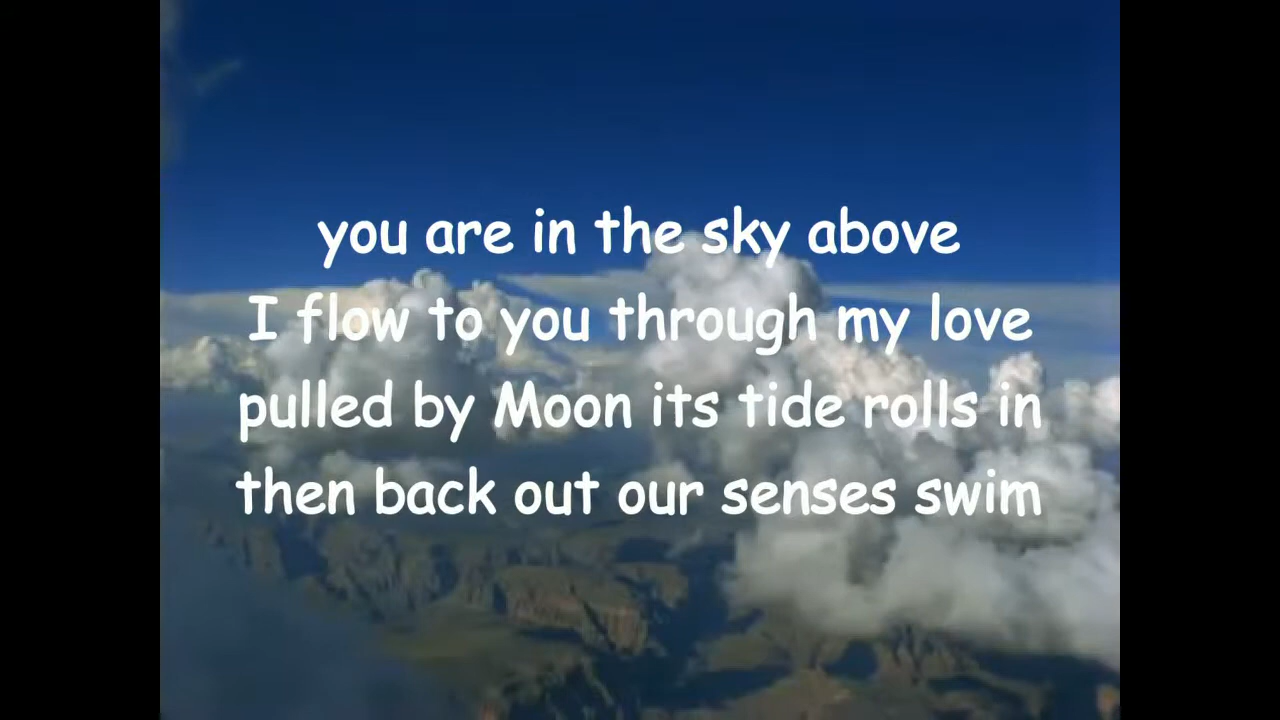 you are in the sky above
I flow to you through my love
pulled by Moon its tide rolls in
then back out our senses swim